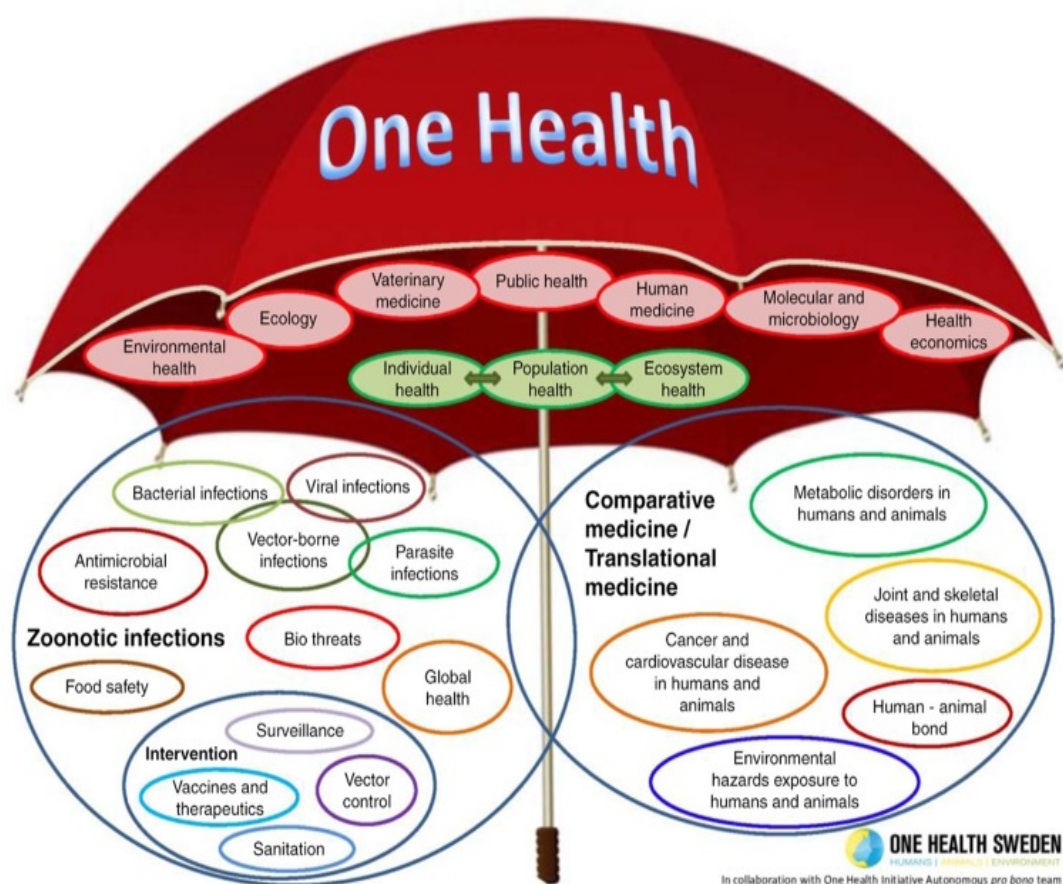 One Health
Vaterinary
medicine
Public health
Human
medicine
Ecology
Molecular and
microbiology
Environmental
health
Health
economics
Individual
health
Population
health
Ecosystem
health
Bacterial infections
Viral infections
Vector-borne
infections
Parasite
infections
Antimicrobial
resistance
Zoonotic infections
Bio threats
Food safety
Global
health
Surveillance
Intervention
Vaccines and
therapeutics
Vector
control
Sanitation
Comparative
medicine /
Translational
medicine
Metabolic disorders in
humans and animals
Joint and skeletal
diseases in humans
and animals
Cancer and
cardiovascular disease
in humans and
animals
Human - animal
bond
Environmental
hazards exposure to
humans and animals
ONE HEALTH SWEDEN
HUMANS | ANIMALS | ENVIRONMENT
In collaboration with One Health Initiative Autonomous pro bono team